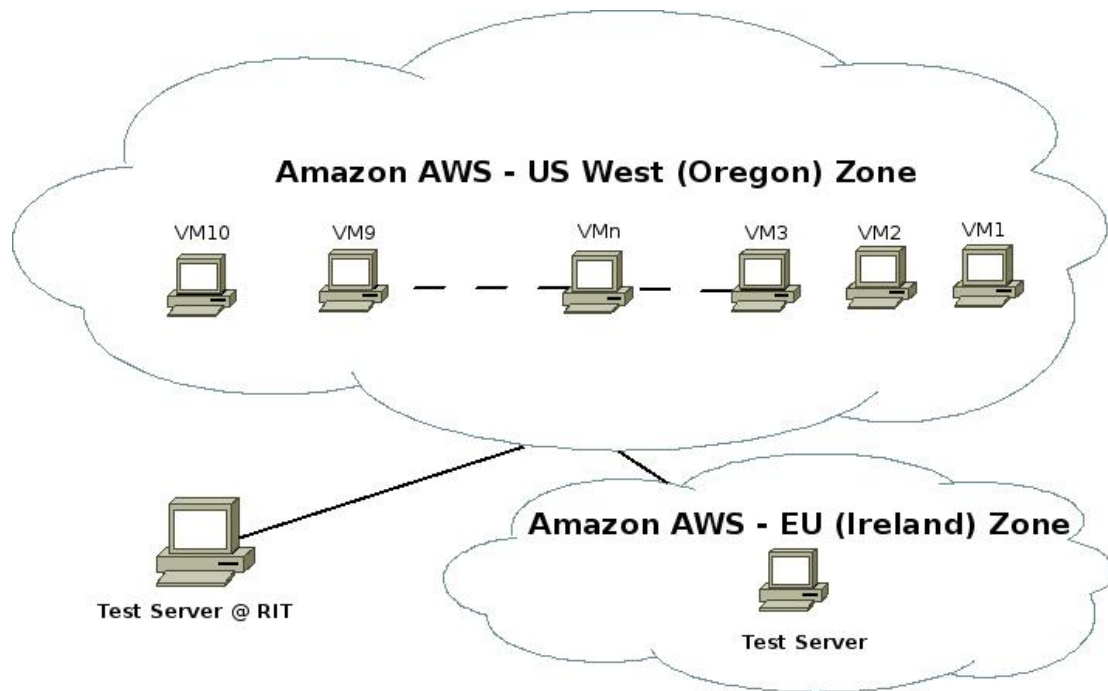 Amazon AWS - US West (Oregon) Zone
VM10 VM9 VMn VM3 VM2 VM1
Amazon AWS - EU (Ireland) Zone
Test Server @ RIT
Test Server